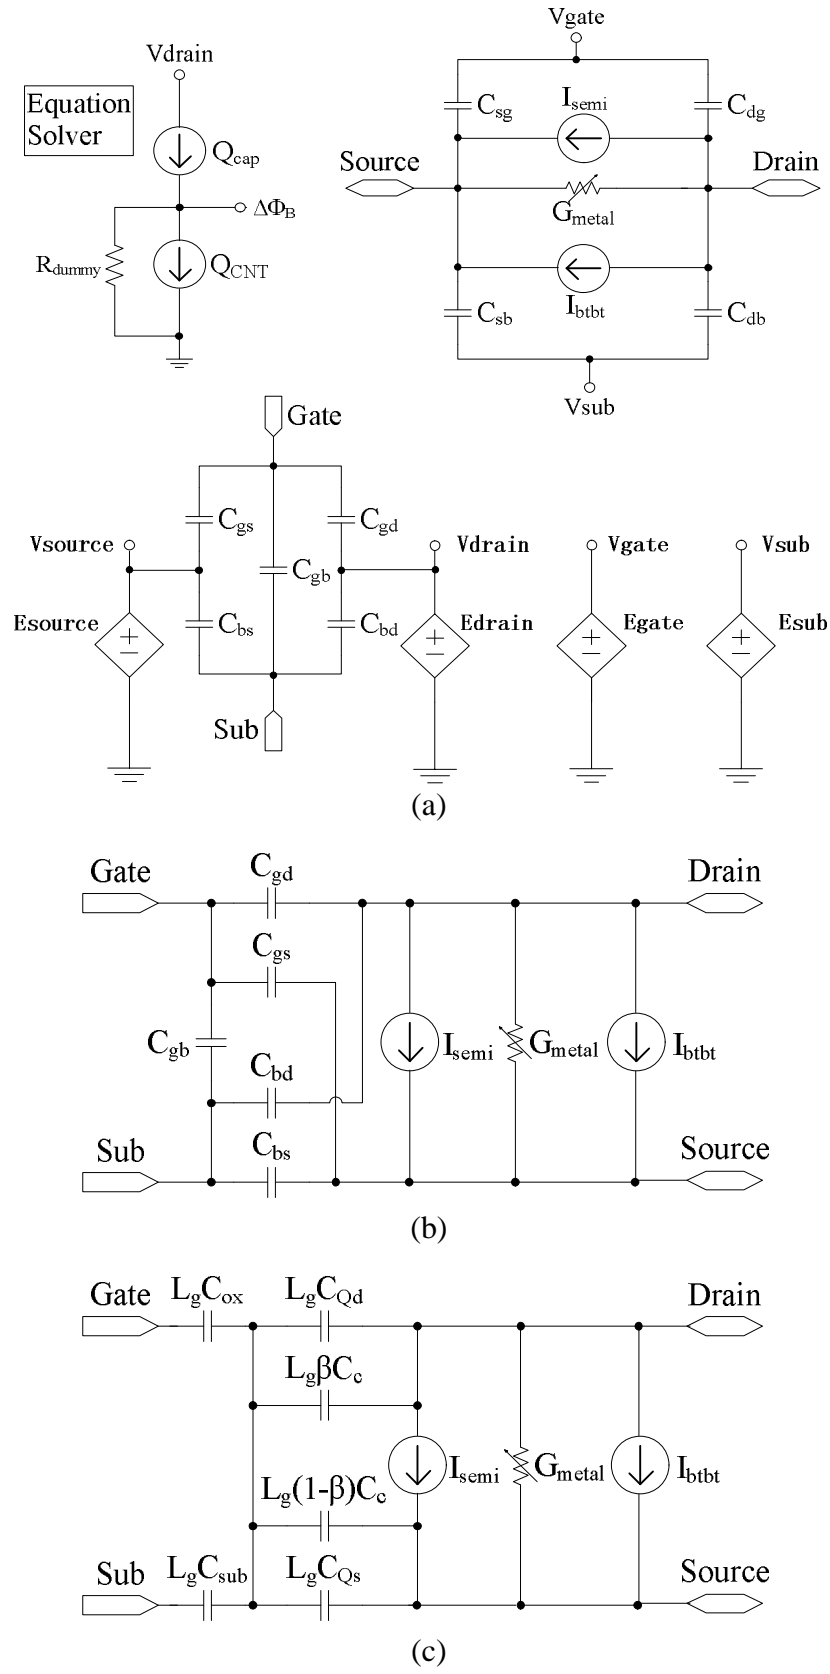 Vdrain
Equation
Solver
Qcap
ΔΦB
Rdummy
QCNT
Vgate
Csg
Isemi
Cdg
Source
Drain
Gmetal
Csb
Ibtbt
Cdb
Vsub
Gate
Cgs
Cgd
Vsource
Cgb
Vdrain
Vgate
Vsub
Esource
Cbs
Cbd
Edrain
Egate
Esub
Sub
(a)
Gate
Cgd
Drain
Cgs
Cgb
Isemi
Gmetal
Ibtbt
Cbd
Sub
Cbs
Source
(b)
Gate
LgCox
LgCQd
Drain
LgβCc
Isemi
Gmetal
Ibtbt
Lg(1-β)Cc
Sub
LgCsub
LgCQs
Source
(c)